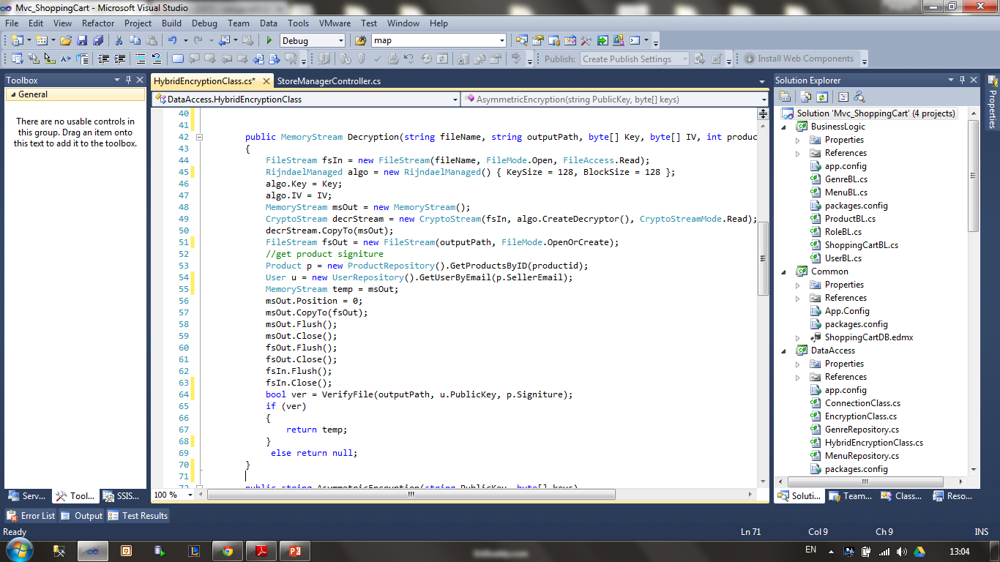 Mvc_ShoppingCart - Microsoft Visual Studio
File Edit View Refactor Project Build Debug Team Data Tools VMware Test Window Help
Debug map
Publish: Create Publish Settings Install Web Components
Toolbox
General
There are no usable controls in
this group. Drag an item onto
this text to add it to the toolbox.
HybridEncryptionClass.cs* StoreManagerController.cs
DataAccess.HybridEncryptionClass AsymmetricEncryption(string PublicKey, byte[] keys)
40
41
42 public MemoryStream Decryption(string fileName, string outputPath, byte[] Key, byte[] IV, int produc
43 {
44 FileStream fsIn = new FileStream(fileName, FileMode.Open, FileAccess.Read);
45 RijndaelManaged algo = new RijndaelManaged() { KeySize = 128, BlockSize = 128 };
46 algo.Key = Key;
47 algo.IV = IV;
48 MemoryStream msOut = new MemoryStream();
49 CryptoStream decrStream = new CryptoStream(fsIn, algo.CreateDecryptor(), CryptoStreamMode.Read);
50 decrStream.CopyTo(msOut);
51 FileStream fsOut = new FileStream(outputPath, FileMode.OpenOrCreate);
52 //get product signiture
53 Product p = new ProductRepository().GetProductsByID(productid);
54 User u = new UserRepository().GetUserByEmail(p.SellerEmail);
55 MemoryStream temp = msOut;
56 msOut.Position = 0;
57 msOut.CopyTo(fsOut);
58 msOut.Flush();
59 msOut.Close();
60 fsOut.Flush();
61 fsOut.Close();
62 fsIn.Flush();
63 fsIn.Close();
64 bool ver = VerifyFile(outputPath, u.PublicKey, p.Signiture);
65 if (ver)
66 {
67 return temp;
68 }
69 else return null;
70 }
71
72 public string AsymmetricEncryption(string PublicKey, byte[] keys)
100 %
Solution Explorer
Solution 'Mvc_ShoppingCart' (4 projects)
BusinessLogic
Properties
References
app.config
GenreBL.cs
MenuBL.cs
packages.config
ProductBL.cs
RoleBL.cs
ShoppingCartBL.cs
UserBL.cs
Common
Properties
References
App.Config
packages.config
ShoppingCartDB.edmx
DataAccess
Properties
References
app.config
ConnectionClass.cs
EncryptionClass.cs
GenreRepository.cs
HybridEncryptionClass.cs
MenuRepository.cs
packages.config
Properties
Serv... Tool... SSIS...
Soluti... Team... Class... Reso...
Error List Output Test Results
Ready Ln 71 Col 9 Ch 9 INS
EN 13:04